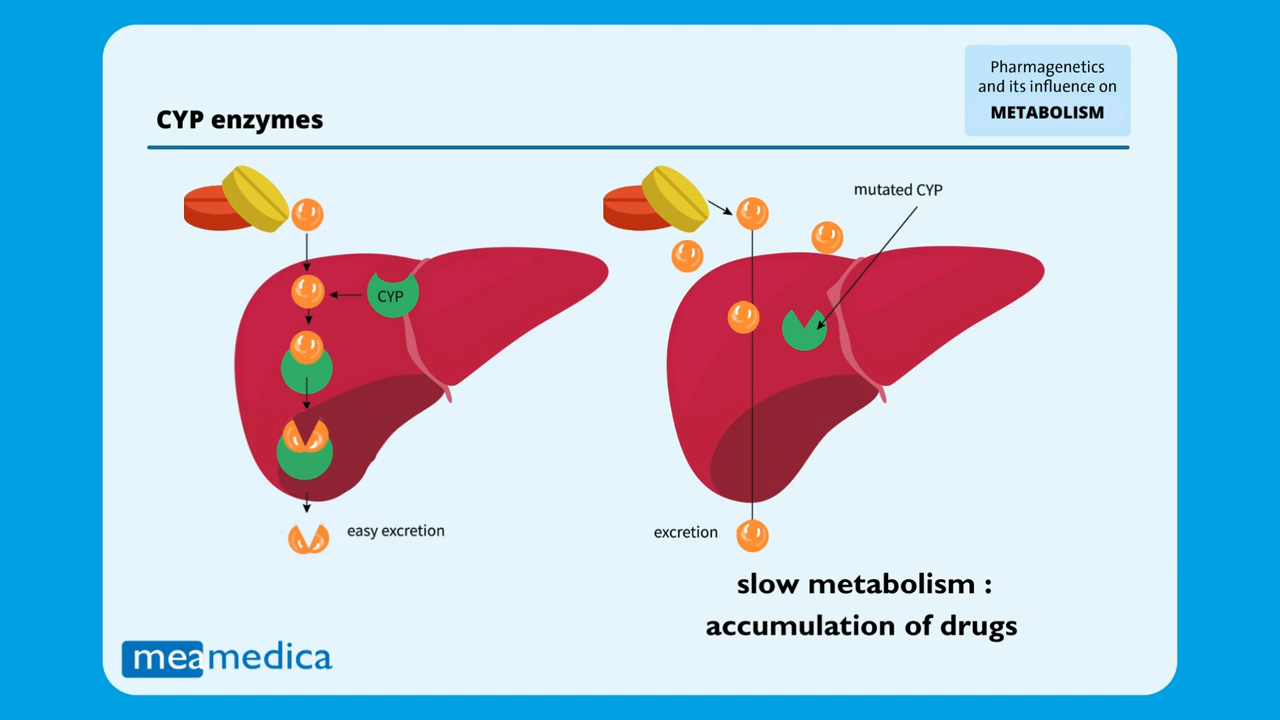 Pharmagenetics
and its influence on
METABOLISM
CYP enzymes
mutated CYP
CYP
easy excretion
excretion
slow metabolism :
accumulation of drugs
meamedica